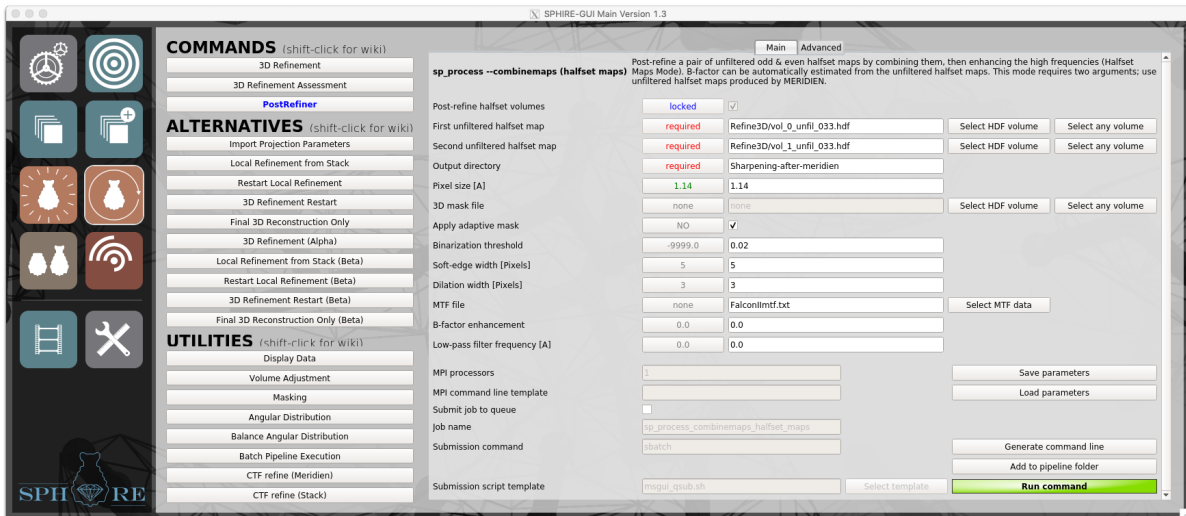 SPHIRE-GUI Main Version 1.3
COMMANDS (shift-click for wiki)
3D Refinement
3D Refinement Assessment
PostRefiner
ALTERNATIVES (shift-click for wiki)
Import Projection Parameters
Local Refinement from Stack
Restart Local Refinement
3D Refinement Restart
Final 3D Reconstruction Only
3D Refinement (Alpha)
Local Refinement from Stack (Beta)
Restart Local Refinement (Beta)
3D Refinement Restart (Beta)
Final 3D Reconstruction Only (Beta)
UTILITIES (shift-click for wiki)
Display Data
Volume Adjustment
Masking
Angular Distribution
Balance Angular Distribution
Batch Pipeline Execution
CTF refine (Meridien)
CTF refine (Stack)
SPH RE
Main Advanced
sp_process --combinemaps (halfset maps)
Post-refine a pair of unfiltered odd & even halfset maps by combining them, then enhancing the high frequencies (Halfset
Maps Mode). B-factor can be automatically estimated from the unfiltered halfset maps. This mode requires two arguments; use
unfiltered halfset maps produced by MERIDIEN.
Post-refine halfset volumes locked
First unfiltered halfset map required Refine3D/vol_0_unfil_033.hdf Select HDF volume Select any volume
Second unfiltered halfset map required Refine3D/vol_1_unfil_033.hdf Select HDF volume Select any volume
Output directory required Sharpening-after-meridien
Pixel size [A] 1.14 1.14
3D mask file none none Select HDF volume Select any volume
Apply adaptive mask NO
Binarization threshold -9999.0 0.02
Soft-edge width [Pixels] 5 5
Dilation width [Pixels] 3 3
MTF file none FalconIImtf.txt Select MTF data
B-factor enhancement 0.0 0.0
Low-pass filter frequency [A] 0.0 0.0
MPI processors 1 Save parameters
MPI command line template Load parameters
Submit job to queue
Job name sp_process_combinemaps_halfset_maps
Submission command sbatch Generate command line
Add to pipeline folder
Submission script template msgui_qsub.sh Select template Run command